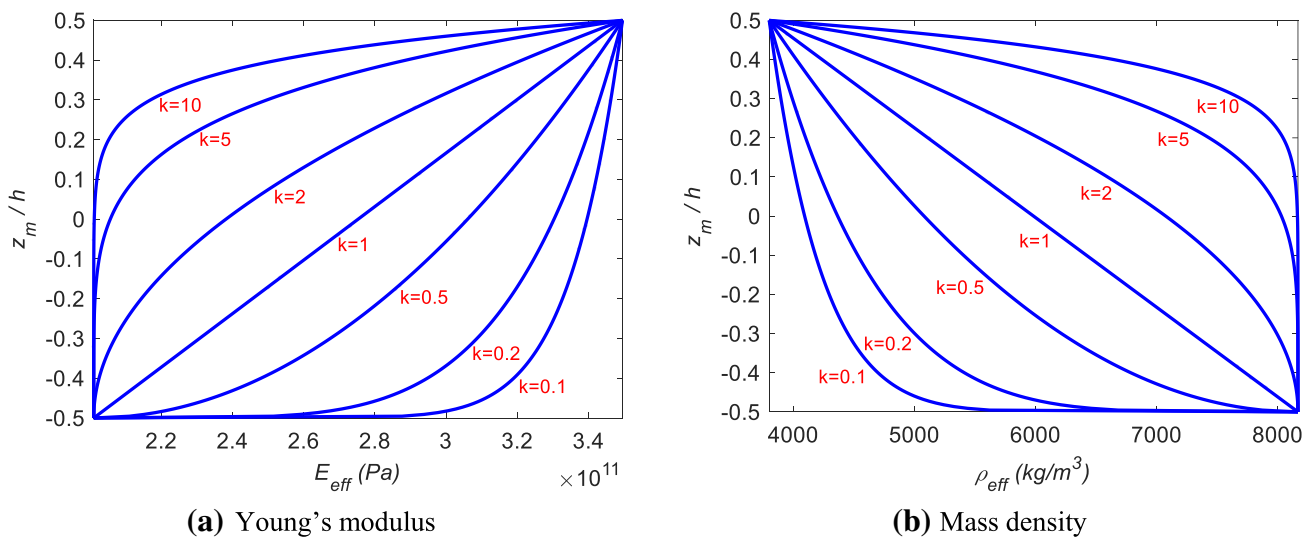 0.5
0.4
0.3
0.2
0.1
0
-0.1
-0.2
-0.3
-0.4
-0.5
z_m / h
k=10
k=5
k=2
k=1
k=0.5
k=0.2
k=0.1
2.2 2.4 2.6 2.8 3 3.2 3.4
E_eff (Pa)
×10^11
(a) Young's modulus
0.5
0.4
0.3
0.2
0.1
0
-0.1
-0.2
-0.3
-0.4
-0.5
z_m / h
k=10
k=5
k=2
k=1
k=0.5
k=0.2
k=0.1
4000 5000 6000 7000 8000
ρ_eff (kg/m^3)
(b) Mass density